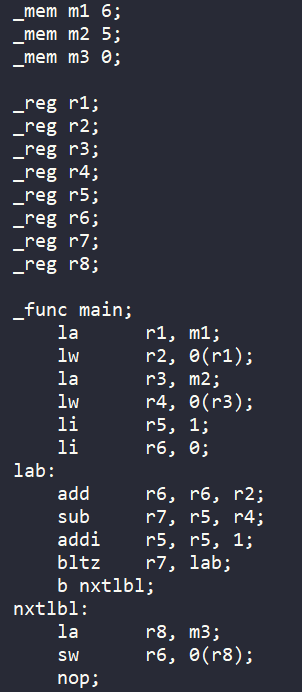 _mem m1 6;
_mem m2 5;
_mem m3 0;

_reg r1;
_reg r2;
_reg r3;
_reg r4;
_reg r5;
_reg r6;
_reg r7;
_reg r8;

_func main;
    la      r1, m1;
    lw      r2, 0(r1);
    la      r3, m2;
    lw      r4, 0(r3);
    li      r5, 1;
    li      r6, 0;
lab:
    add     r6, r6, r2;
    sub     r7, r5, r4;
    addi    r5, r5, 1;
    bltz    r7, lab;
    b nxtlbl;
nxtlbl:
    la      r8, m3;
    sw      r6, 0(r8);
    nop;